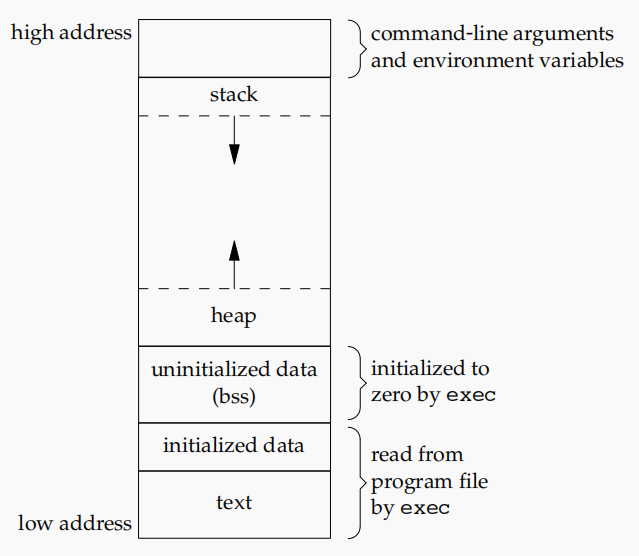 high address
command-line arguments
and environment variables
stack
heap
uninitialized data
(bss)
initialized to
zero by exec
initialized data
read from
program file
by exec
text
low address